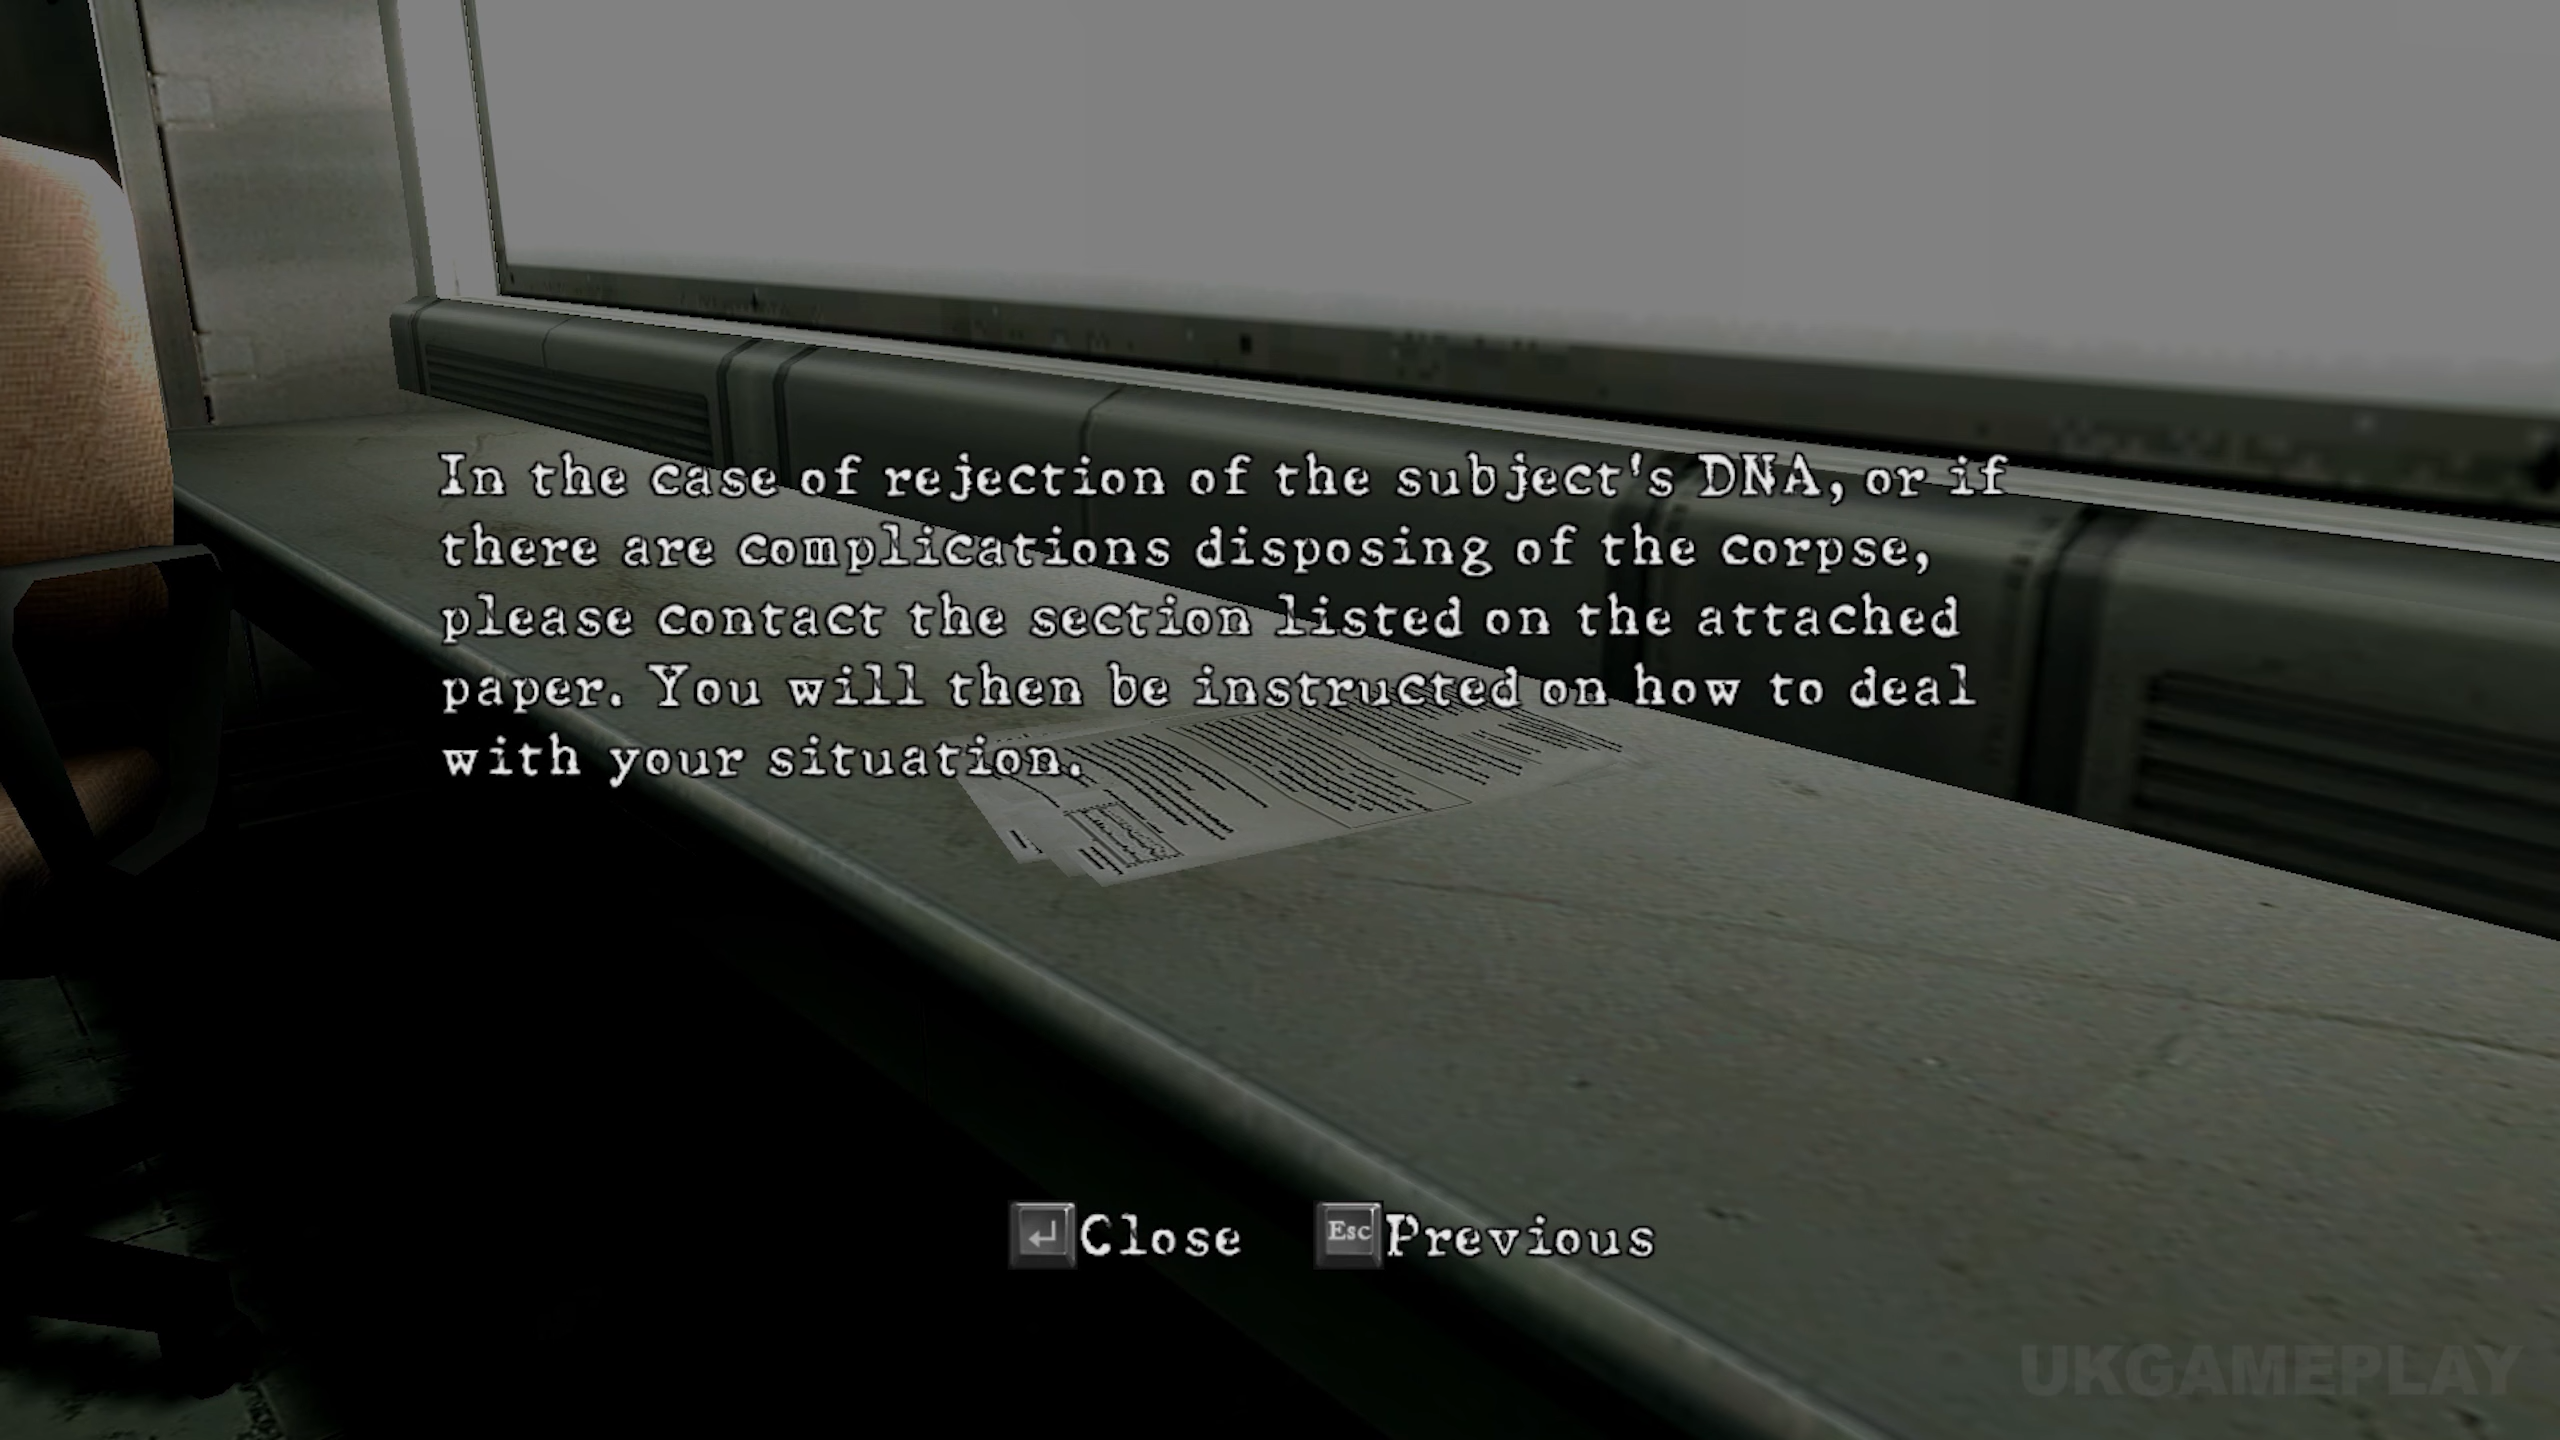 In the case of rejection of the subject's DNA, or if
there are complications disposing of the corpse,
please contact the section listed on the attached
paper. You will then be instructed on how to deal
with your situation.
Close
Esc Previous
UKGAMEPLAY